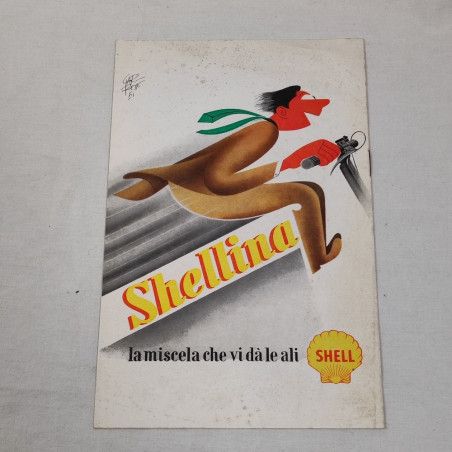 Shellina
la miscela che vi dà le ali
SHELL